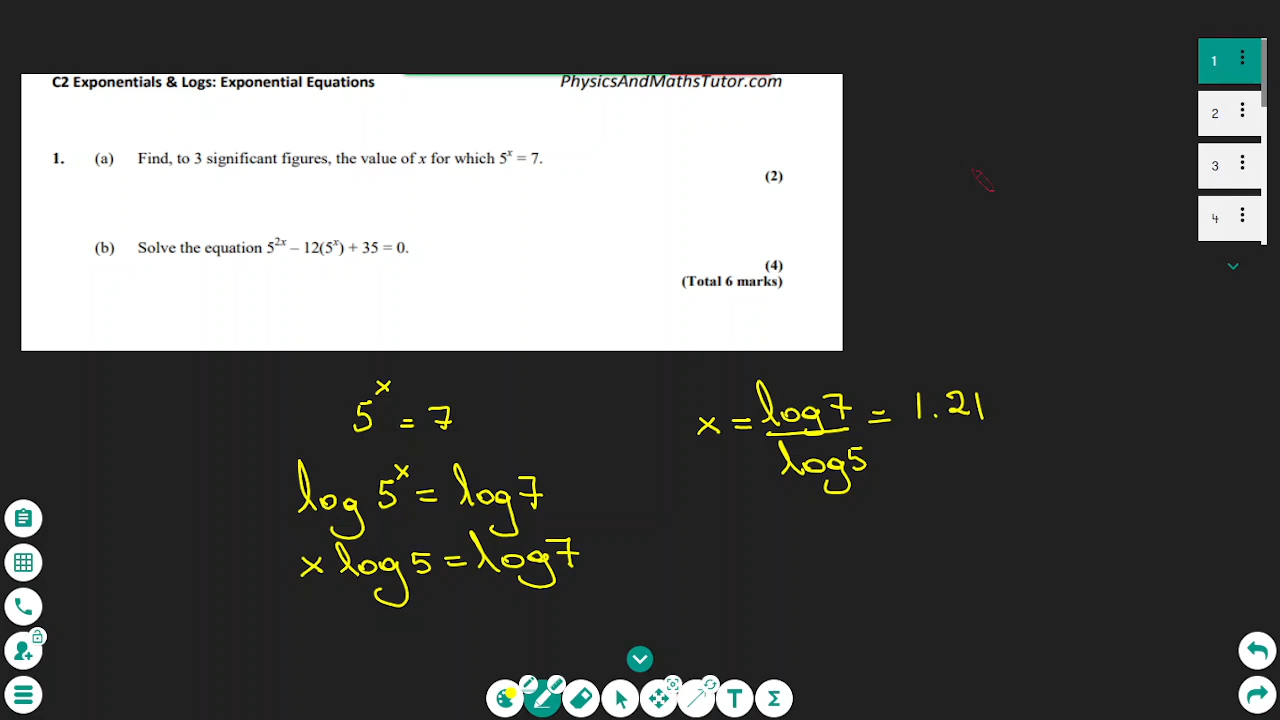 C2 Exponentials & Logs: Exponential Equations PhysicsAndMathsTutor.com
1. (a) Find, to 3 significant figures, the value of x for which 5ˣ = 7.
(2)
(b) Solve the equation 5²ˣ – 12(5ˣ) + 35 = 0.
(4)
(Total 6 marks)
5ˣ = 7
log 5ˣ = log 7
x log 5 = log 7
x = log 7 / log 5 = 1.21
1
2
3
4
T
Σ